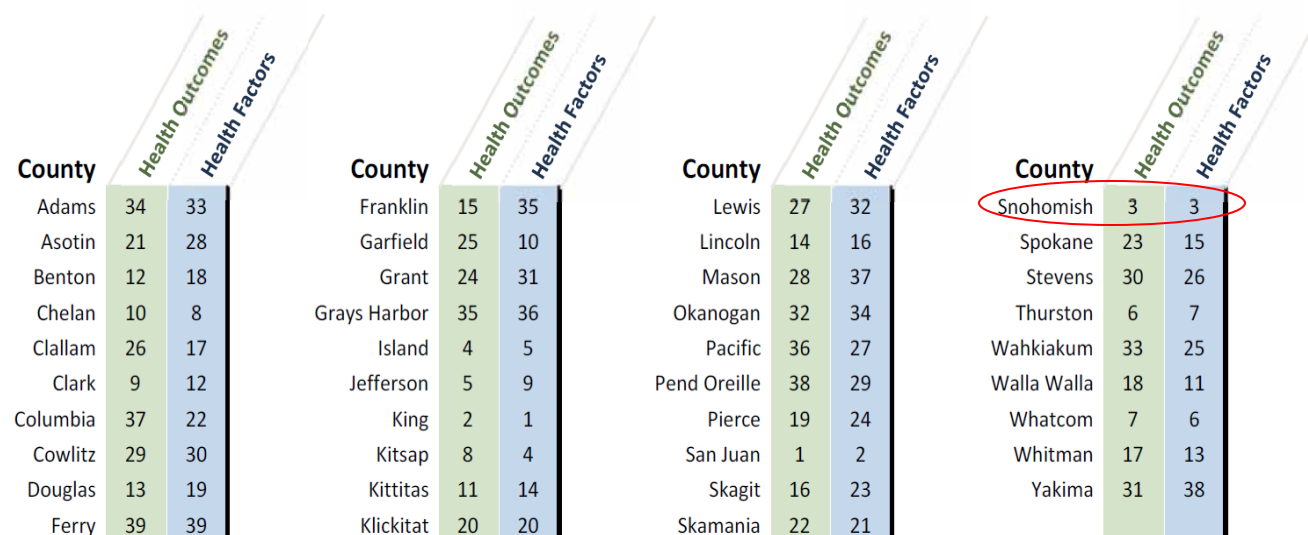 Health Outcomes Health Factors Health Outcomes Health Factors Health Outcomes Health Factors Health Outcomes Health Factors
County County County County
Adams 34 33 Franklin 15 35 Lewis 27 32 Snohomish 3 3
Asotin 21 28 Garfield 25 10 Lincoln 14 16 Spokane 23 15
Benton 12 18 Grant 24 31 Mason 28 37 Stevens 30 26
Chelan 10 8 Grays Harbor 35 36 Okanogan 32 34 Thurston 6 7
Clallam 26 17 Island 4 5 Pacific 36 27 Wahkiakum 33 25
Clark 9 12 Jefferson 5 9 Pend Oreille 38 29 Walla Walla 18 11
Columbia 37 22 King 2 1 Pierce 19 24 Whatcom 7 6
Cowlitz 29 30 Kitsap 8 4 San Juan 1 2 Whitman 17 13
Douglas 13 19 Kittitas 11 14 Skagit 16 23 Yakima 31 38
Ferry 39 39 Klickitat 20 20 Skamania 22 21